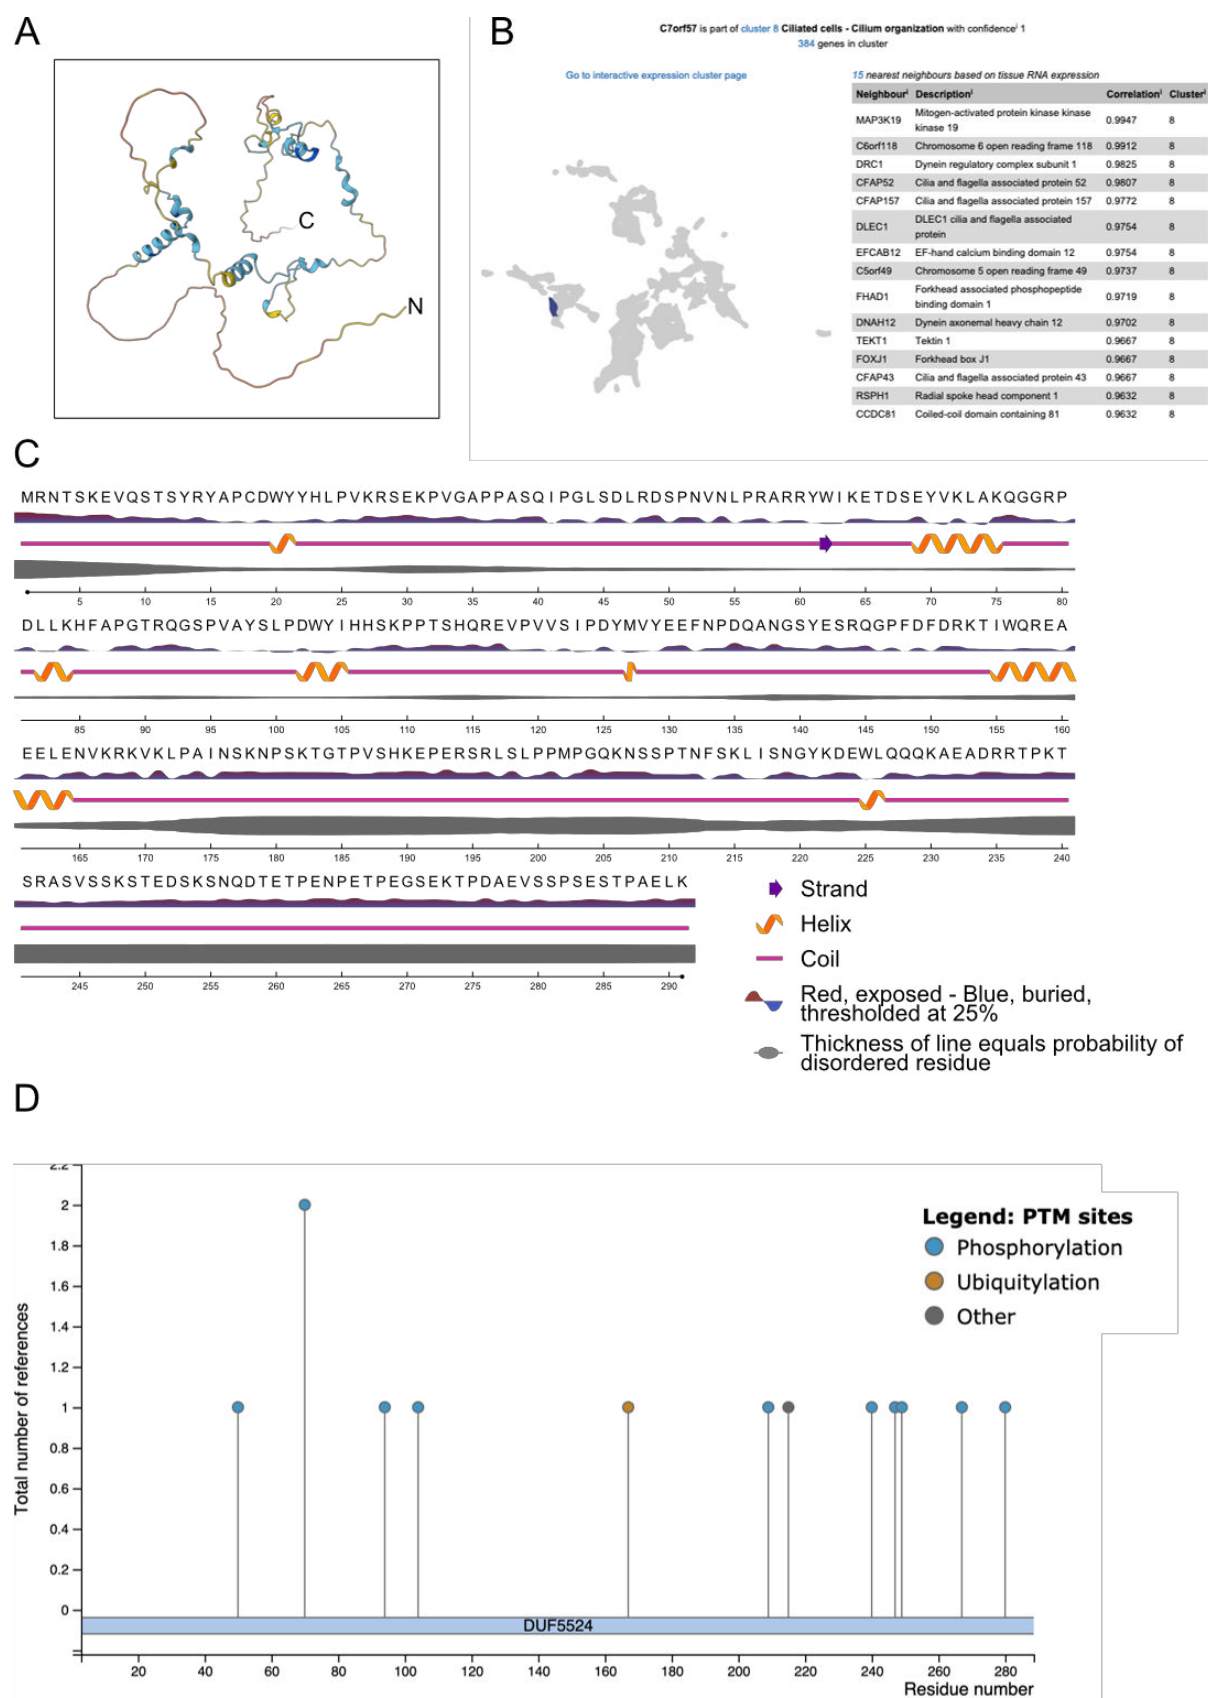 A
N
C
B
C7orf57 is part of cluster 8 Ciliated cells - Cilium organization with confidenceⁱ 1
384 genes in cluster
Go to interactive expression cluster page
15 nearest neighbours based on tissue RNA expression
Neighbourⁱ Descriptionⁱ Correlationⁱ Clusterⁱ
MAP3K19 Mitogen-activated protein kinase kinase kinase 19 0.9947 8
C6orf118 Chromosome 6 open reading frame 118 0.9912 8
DRC1 Dynein regulatory complex subunit 1 0.9825 8
CFAP52 Cilia and flagella associated protein 52 0.9807 8
CFAP157 Cilia and flagella associated protein 157 0.9772 8
DLEC1 DLEC1 cilia and flagella associated protein 0.9754 8
EFCAB12 EF-hand calcium binding domain 12 0.9754 8
C5orf49 Chromosome 5 open reading frame 49 0.9737 8
FHAD1 Forkhead associated phosphopeptide binding domain 1 0.9719 8
DNAH12 Dynein axonemal heavy chain 12 0.9702 8
TEKT1 Tektin 1 0.9667 8
FOXJ1 Forkhead box J1 0.9667 8
CFAP43 Cilia and flagella associated protein 43 0.9667 8
RSPH1 Radial spoke head component 1 0.9632 8
CCDC81 Coiled-coil domain containing 81 0.9632 8
C
MRNTSKEVQSTSYRYAPCDWYYHLPVKRSEKPVGAPPASQIPGLSDLRDSPNVNLPRARRYWIKETDSEYVKLAKQGGRP
5 10 15 20 25 30 35 40 45 50 55 60 65 70 75 80
DLLKHFAPGTRQGSPVAYSLPDWYIHHSKPPTSHQREVPVVSIPDYMVYEEFNPDQANGSYESRQGPFDFDRKTIWQREA
85 90 95 100 105 110 115 120 125 130 135 140 145 150 155 160
EELENVKRKVKLPAINSKNPSKTGTPVSHKEPERSRLSLPPMPGQKNSSPTNFSKLISNGYKDEWLQQQKAEADRRTPKT
165 170 175 180 185 190 195 200 205 210 215 220 225 230 235 240
SRASVSSKSTEDSKSNQDTETPENPETPEGSEKTPDAEVSSPSESTPAELK
245 250 255 260 265 270 275 280 285 290
Strand
Helix
Coil
Red, exposed - Blue, buried,
thresholded at 25%
Thickness of line equals probability of
disordered residue
D
2.2
2
1.8
1.6
1.4
1.2
1
0.8
0.6
0.4
0.2
0
Total number of references
Legend: PTM sites
Phosphorylation
Ubiquitylation
Other
DUF5524
20 40 60 80 100 120 140 160 180 200 220 240 260 280
Residue number